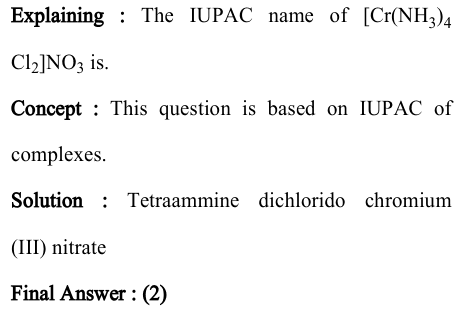 Explaining : The IUPAC name of [Cr(NH₃)₄
Cl₂]NO₃ is.
Concept : This question is based on IUPAC of
complexes.
Solution : Tetraammine dichlorido chromium
(III) nitrate
Final Answer : (2)